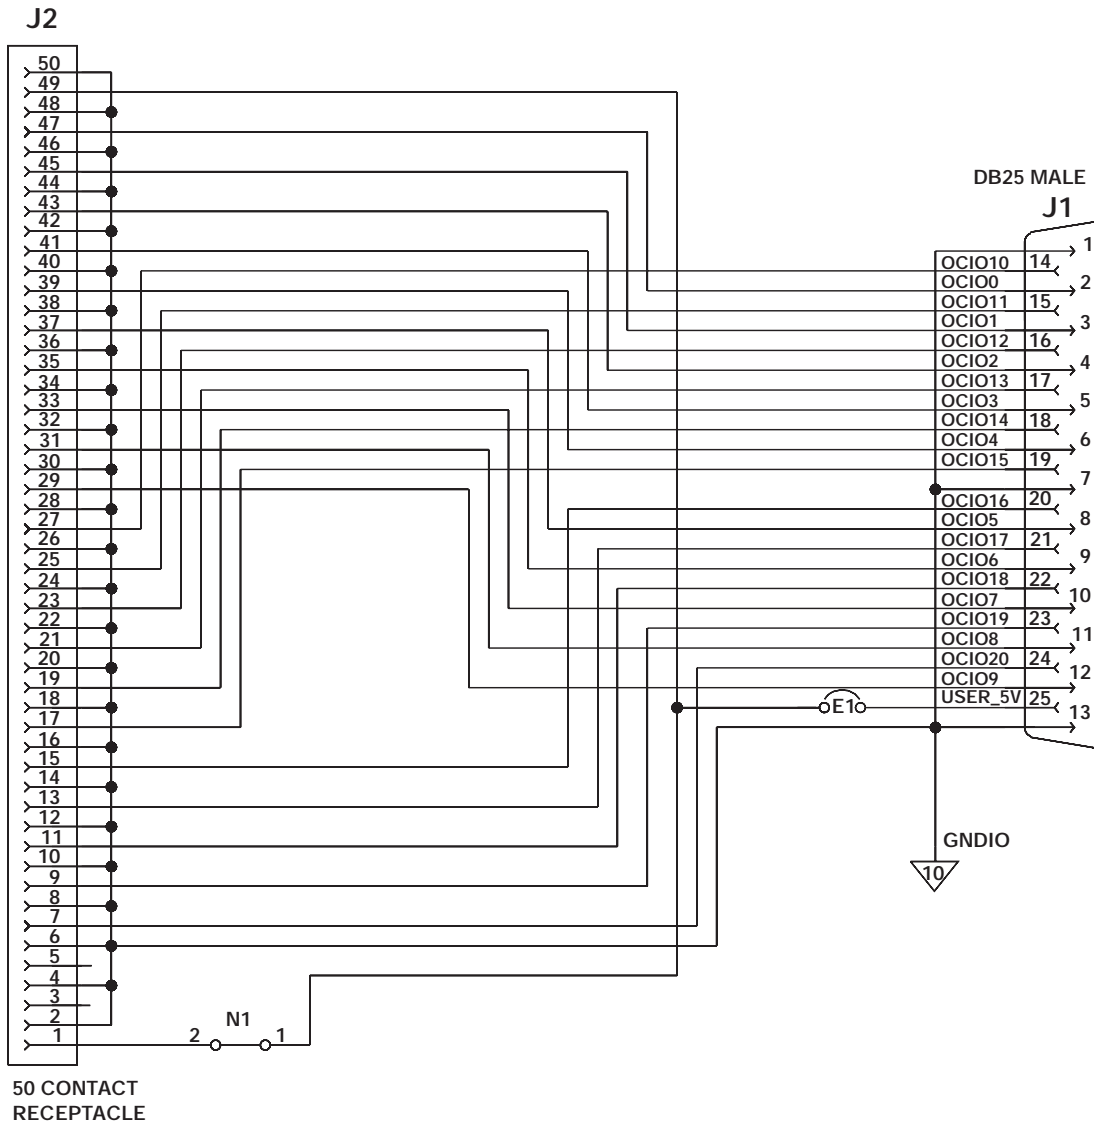 J2
50
49
48
47
46
45
44
43
42
41
40
39
38
37
36
35
34
33
32
31
30
29
28
27
26
25
24
23
22
21
20
19
18
17
16
15
14
13
12
11
10
9
8
7
6
5
4
3
2
1
2 N1 1
50 CONTACT
RECEPTACLE
DB25 MALE
J1
1
OCIO10 14
OCIO0 2
OCIO11 15
OCIO1 3
OCIO12 16
OCIO2 4
OCIO13 17
OCIO3 5
OCIO14 18
OCIO4 6
OCIO15 19
7
OCIO16 20
OCIO5 8
OCIO17 21
OCIO6 9
OCIO18 22
OCIO7 10
OCIO19 23
OCIO8 11
OCIO20 24
OCIO9 12
E1 USER_5V 25
13
GNDIO
10